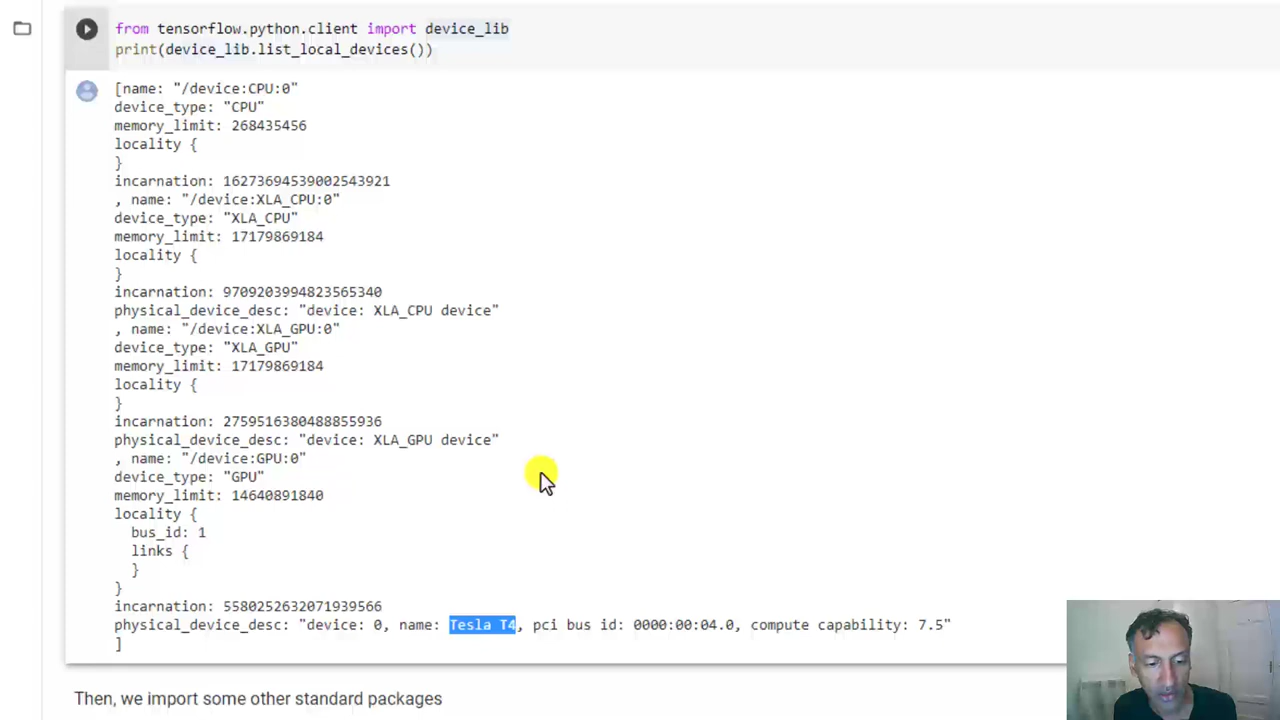 from tensorflow.python.client import device_lib
print(device_lib.list_local_devices())
[name: "/device:CPU:0"
device_type: "CPU"
memory_limit: 268435456
locality {
}
incarnation: 16273694539002543921
, name: "/device:XLA_CPU:0"
device_type: "XLA_CPU"
memory_limit: 17179869184
locality {
}
incarnation: 9709203994823565340
physical_device_desc: "device: XLA_CPU device"
, name: "/device:XLA_GPU:0"
device_type: "XLA_GPU"
memory_limit: 17179869184
locality {
}
incarnation: 2759516380488855936
physical_device_desc: "device: XLA_GPU device"
, name: "/device:GPU:0"
device_type: "GPU"
memory_limit: 14640891840
locality {
  bus_id: 1
  links {
  }
}
incarnation: 5580252632071939566
physical_device_desc: "device: 0, name: Tesla T4, pci bus id: 0000:00:04.0, compute capability: 7.5"
]
Then, we import some other standard packages